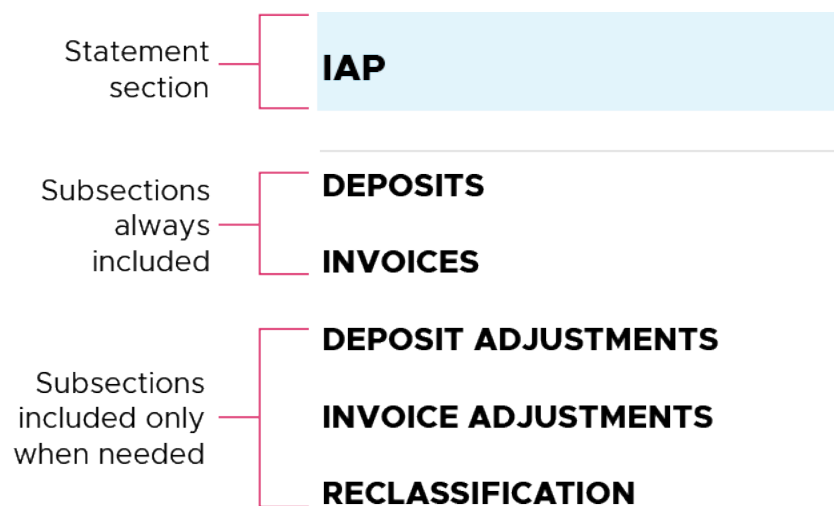 Statement
section
IAP
Subsections
always
included
DEPOSITS
INVOICES
Subsections
included only
when needed
DEPOSIT ADJUSTMENTS
INVOICE ADJUSTMENTS
RECLASSIFICATION